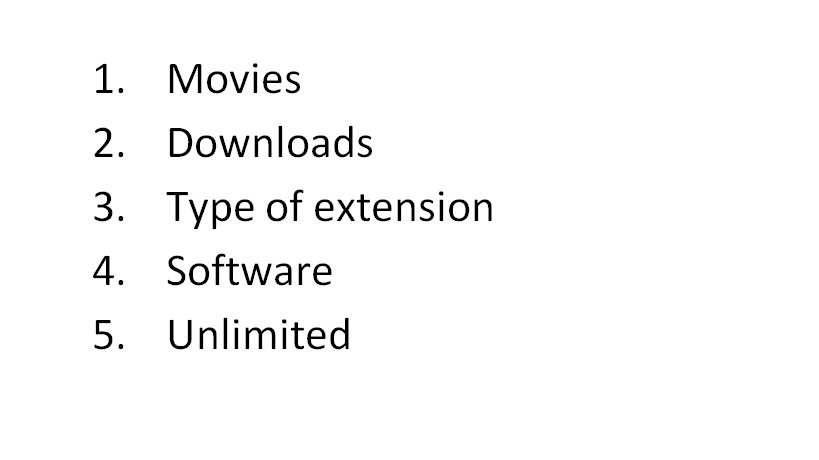 1. Movies
2. Downloads
3. Type of extension
4. Software
5. Unlimited